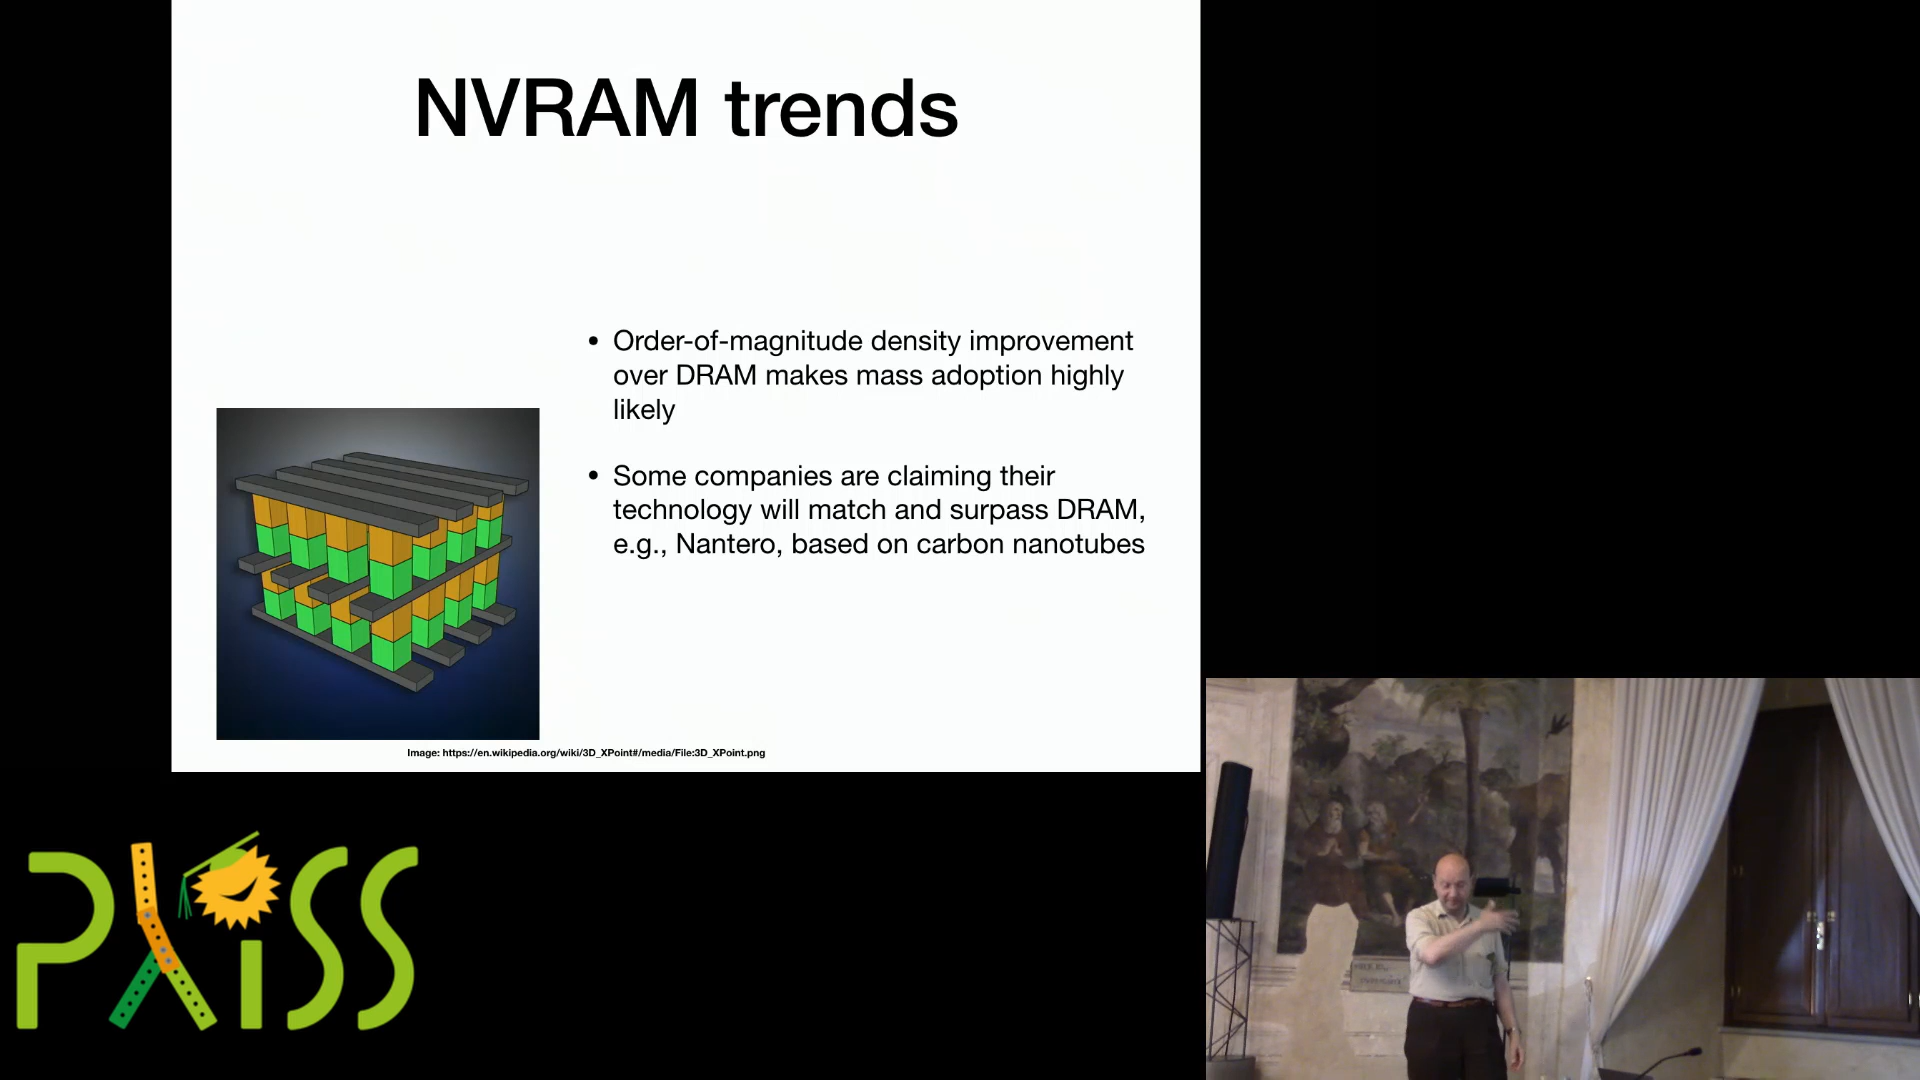 NVRAM trends
• Order-of-magnitude density improvement
over DRAM makes mass adoption highly
likely
• Some companies are claiming their
technology will match and surpass DRAM,
e.g., Nantero, based on carbon nanotubes
Image: https://en.wikipedia.org/wiki/3D_XPoint#/media/File:3D_XPoint.png
PLISS